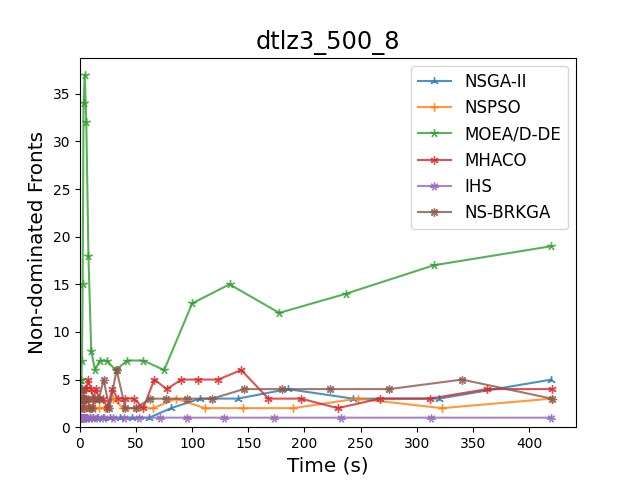 dtlz3_500_8
Non-dominated Fronts
35
30
25
20
15
10
5
0
0 50 100 150 200 250 300 350 400
Time (s)
NSGA-II
NSPSO
MOEA/D-DE
MHACO
IHS
NS-BRKGA